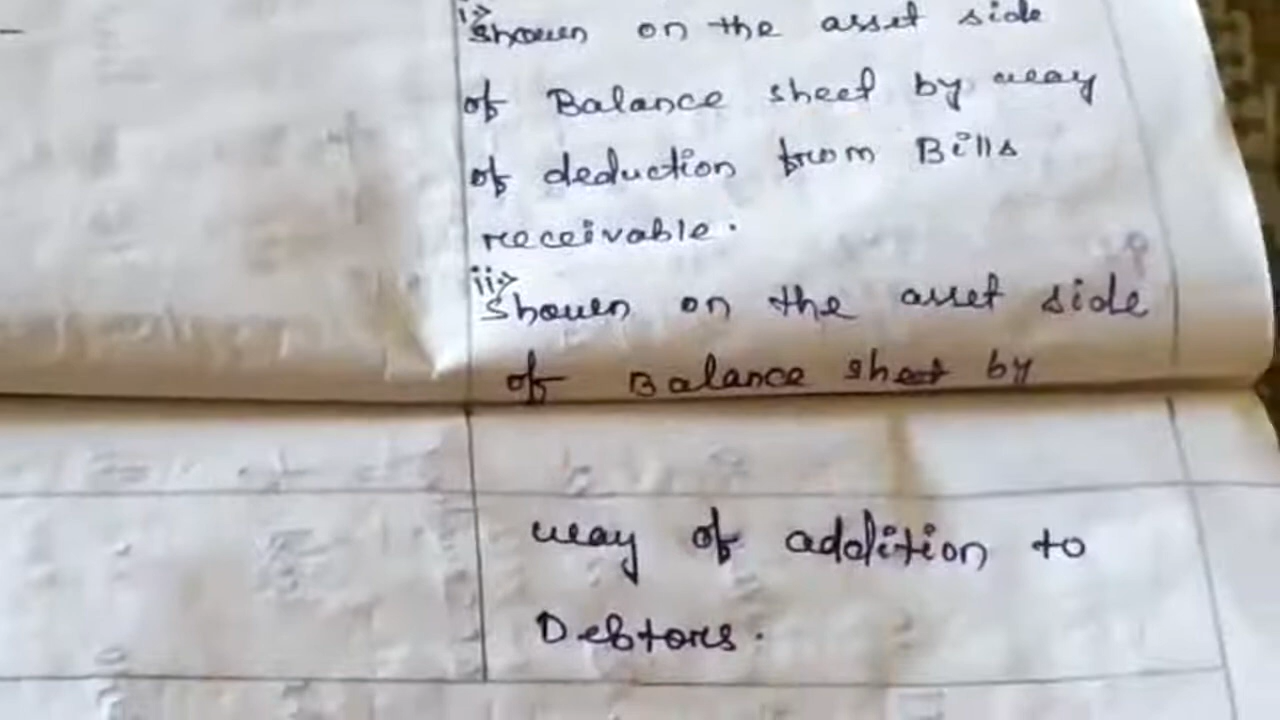 i>
Shown on the asset side
of Balance sheet by way
of deduction from Bills
receivable.
ii>
Shown on the asset side
of Balance sheet by
way of addition to
Debtors.